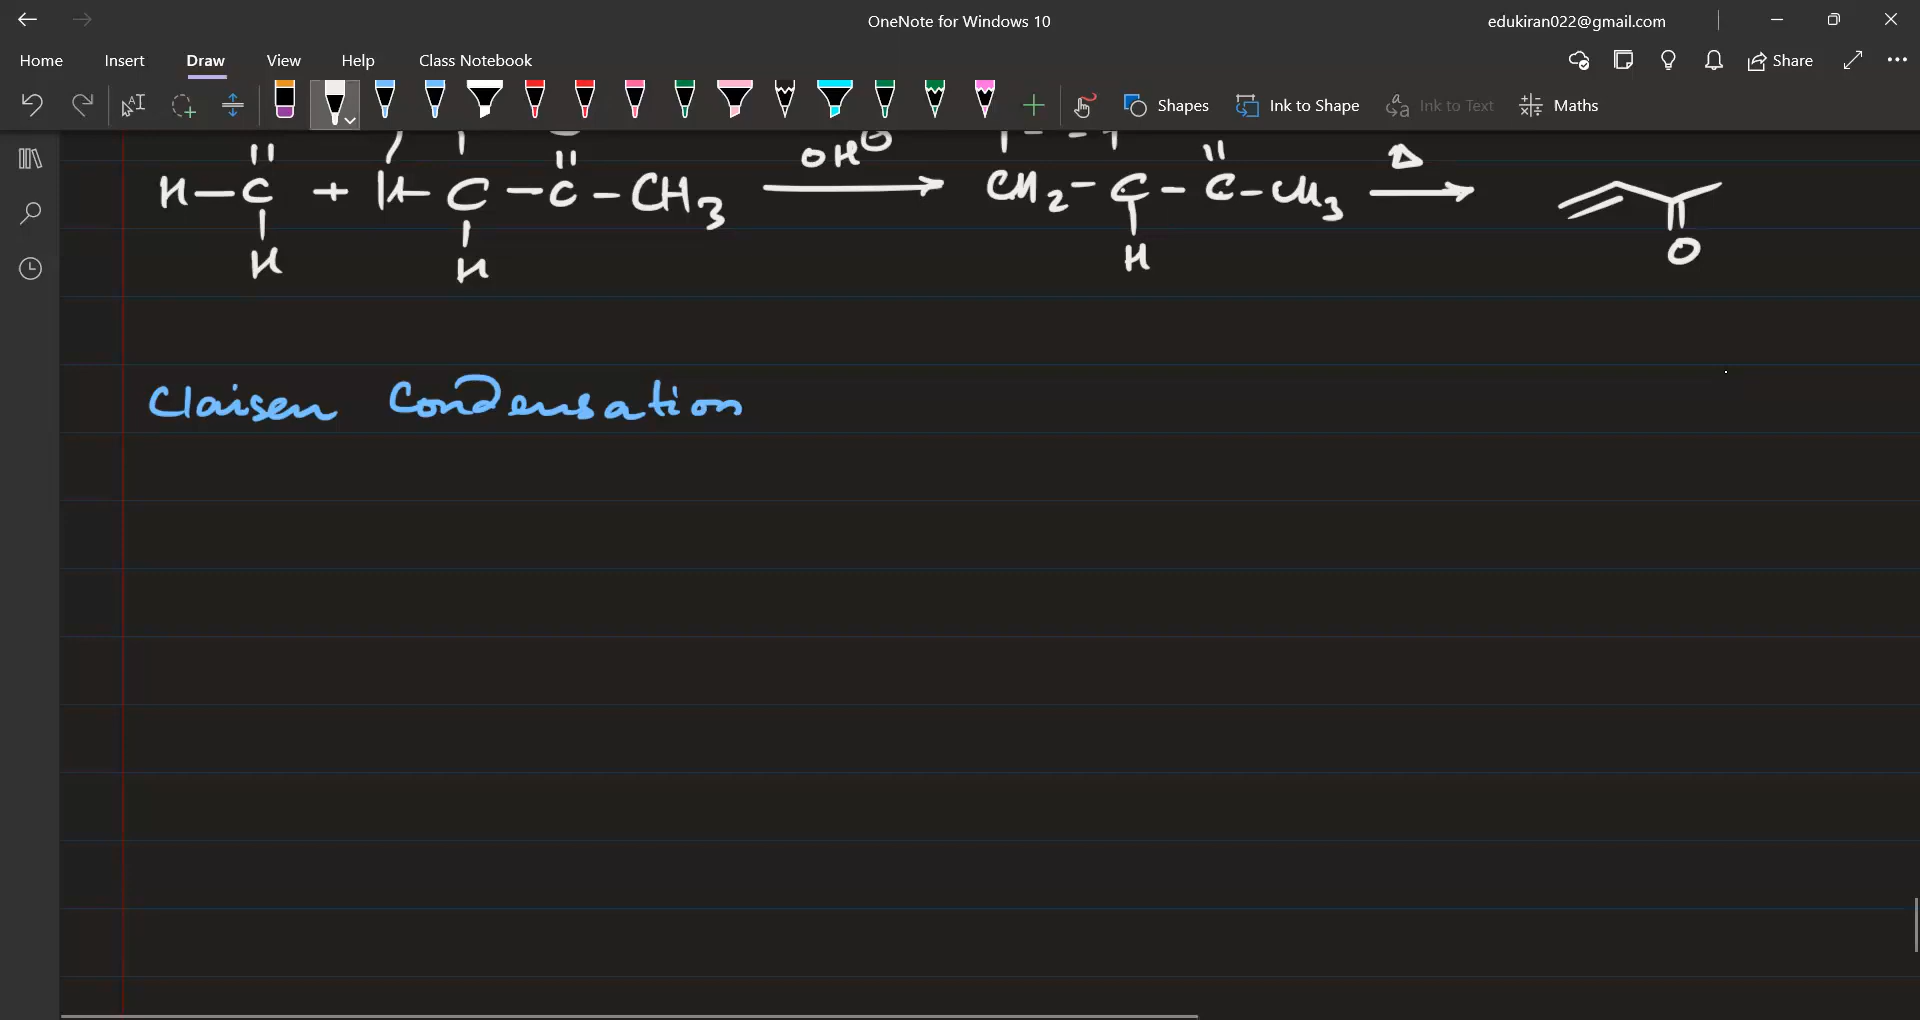 OneNote for Windows 10
edukiran022@gmail.com
Home Insert Draw View Help Class Notebook
Share
Shapes Ink to Shape Ink to Text Maths
H—C + H—C—C—CH3 OH⊖ → CH2—C—C—CH3 Δ →
H H H O
Claisen Condensation